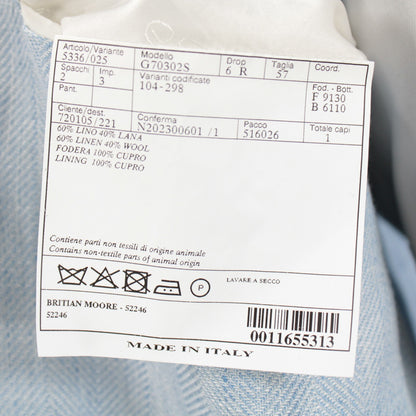 Articolo/Variante Modello Drop Taglia Coord.
5336/025 G70302S 6 R 57
Spacchi Imp. Varianti codificate Fod. - Bott.
2 3 104-298 F 9130
Pant. B 6110
Cliente/dest. Conferma Pacco Totale capi
720105/221 N202300601 /1 516026 1
60% LINO 40% LANA
60% LINEN 40% WOOL
FODERA 100% CUPRO
LINING 100% CUPRO
Contiene parti non tessili di origine animale
Contains non-textile parts of animal origin
P LAVARE A SECCO
BRITIAN MOORE - 52246
52246
0011655313
MADE IN ITALY